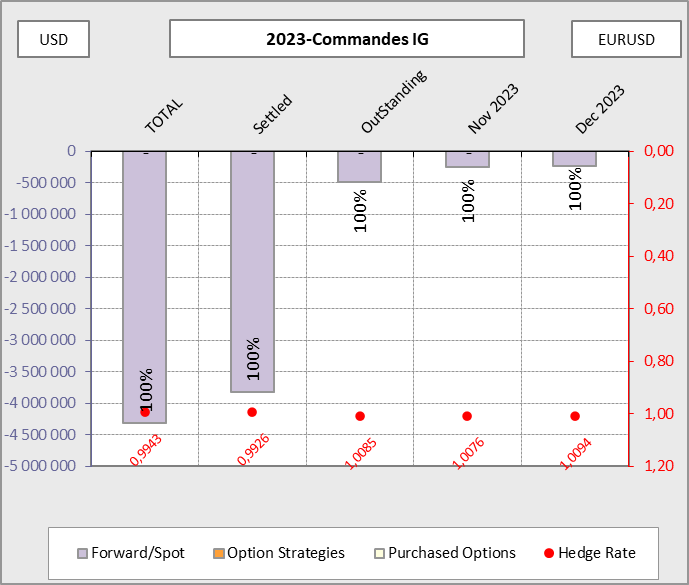 USD
2023-Commandes IG
EURUSD
TOTAL
Settled
OutStanding
Nov 2023
Dec 2023
0
-500 000
-1 000 000
-1 500 000
-2 000 000
-2 500 000
-3 000 000
-3 500 000
-4 000 000
-4 500 000
-5 000 000
0,00
0,20
0,40
0,60
0,80
1,00
1,20
100%
100%
100%
100%
100%
0,9943
0,9926
1,0085
1,0076
1,0094
Forward/Spot
Option Strategies
Purchased Options
Hedge Rate